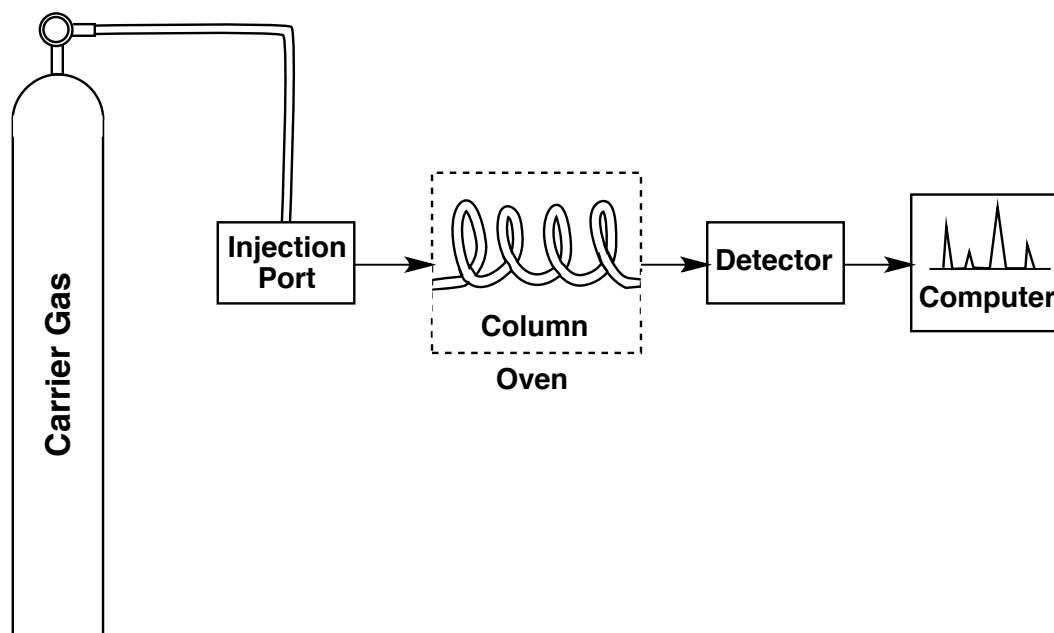 Carrier Gas
Injection
Port
Column
Oven
Detector
Computer